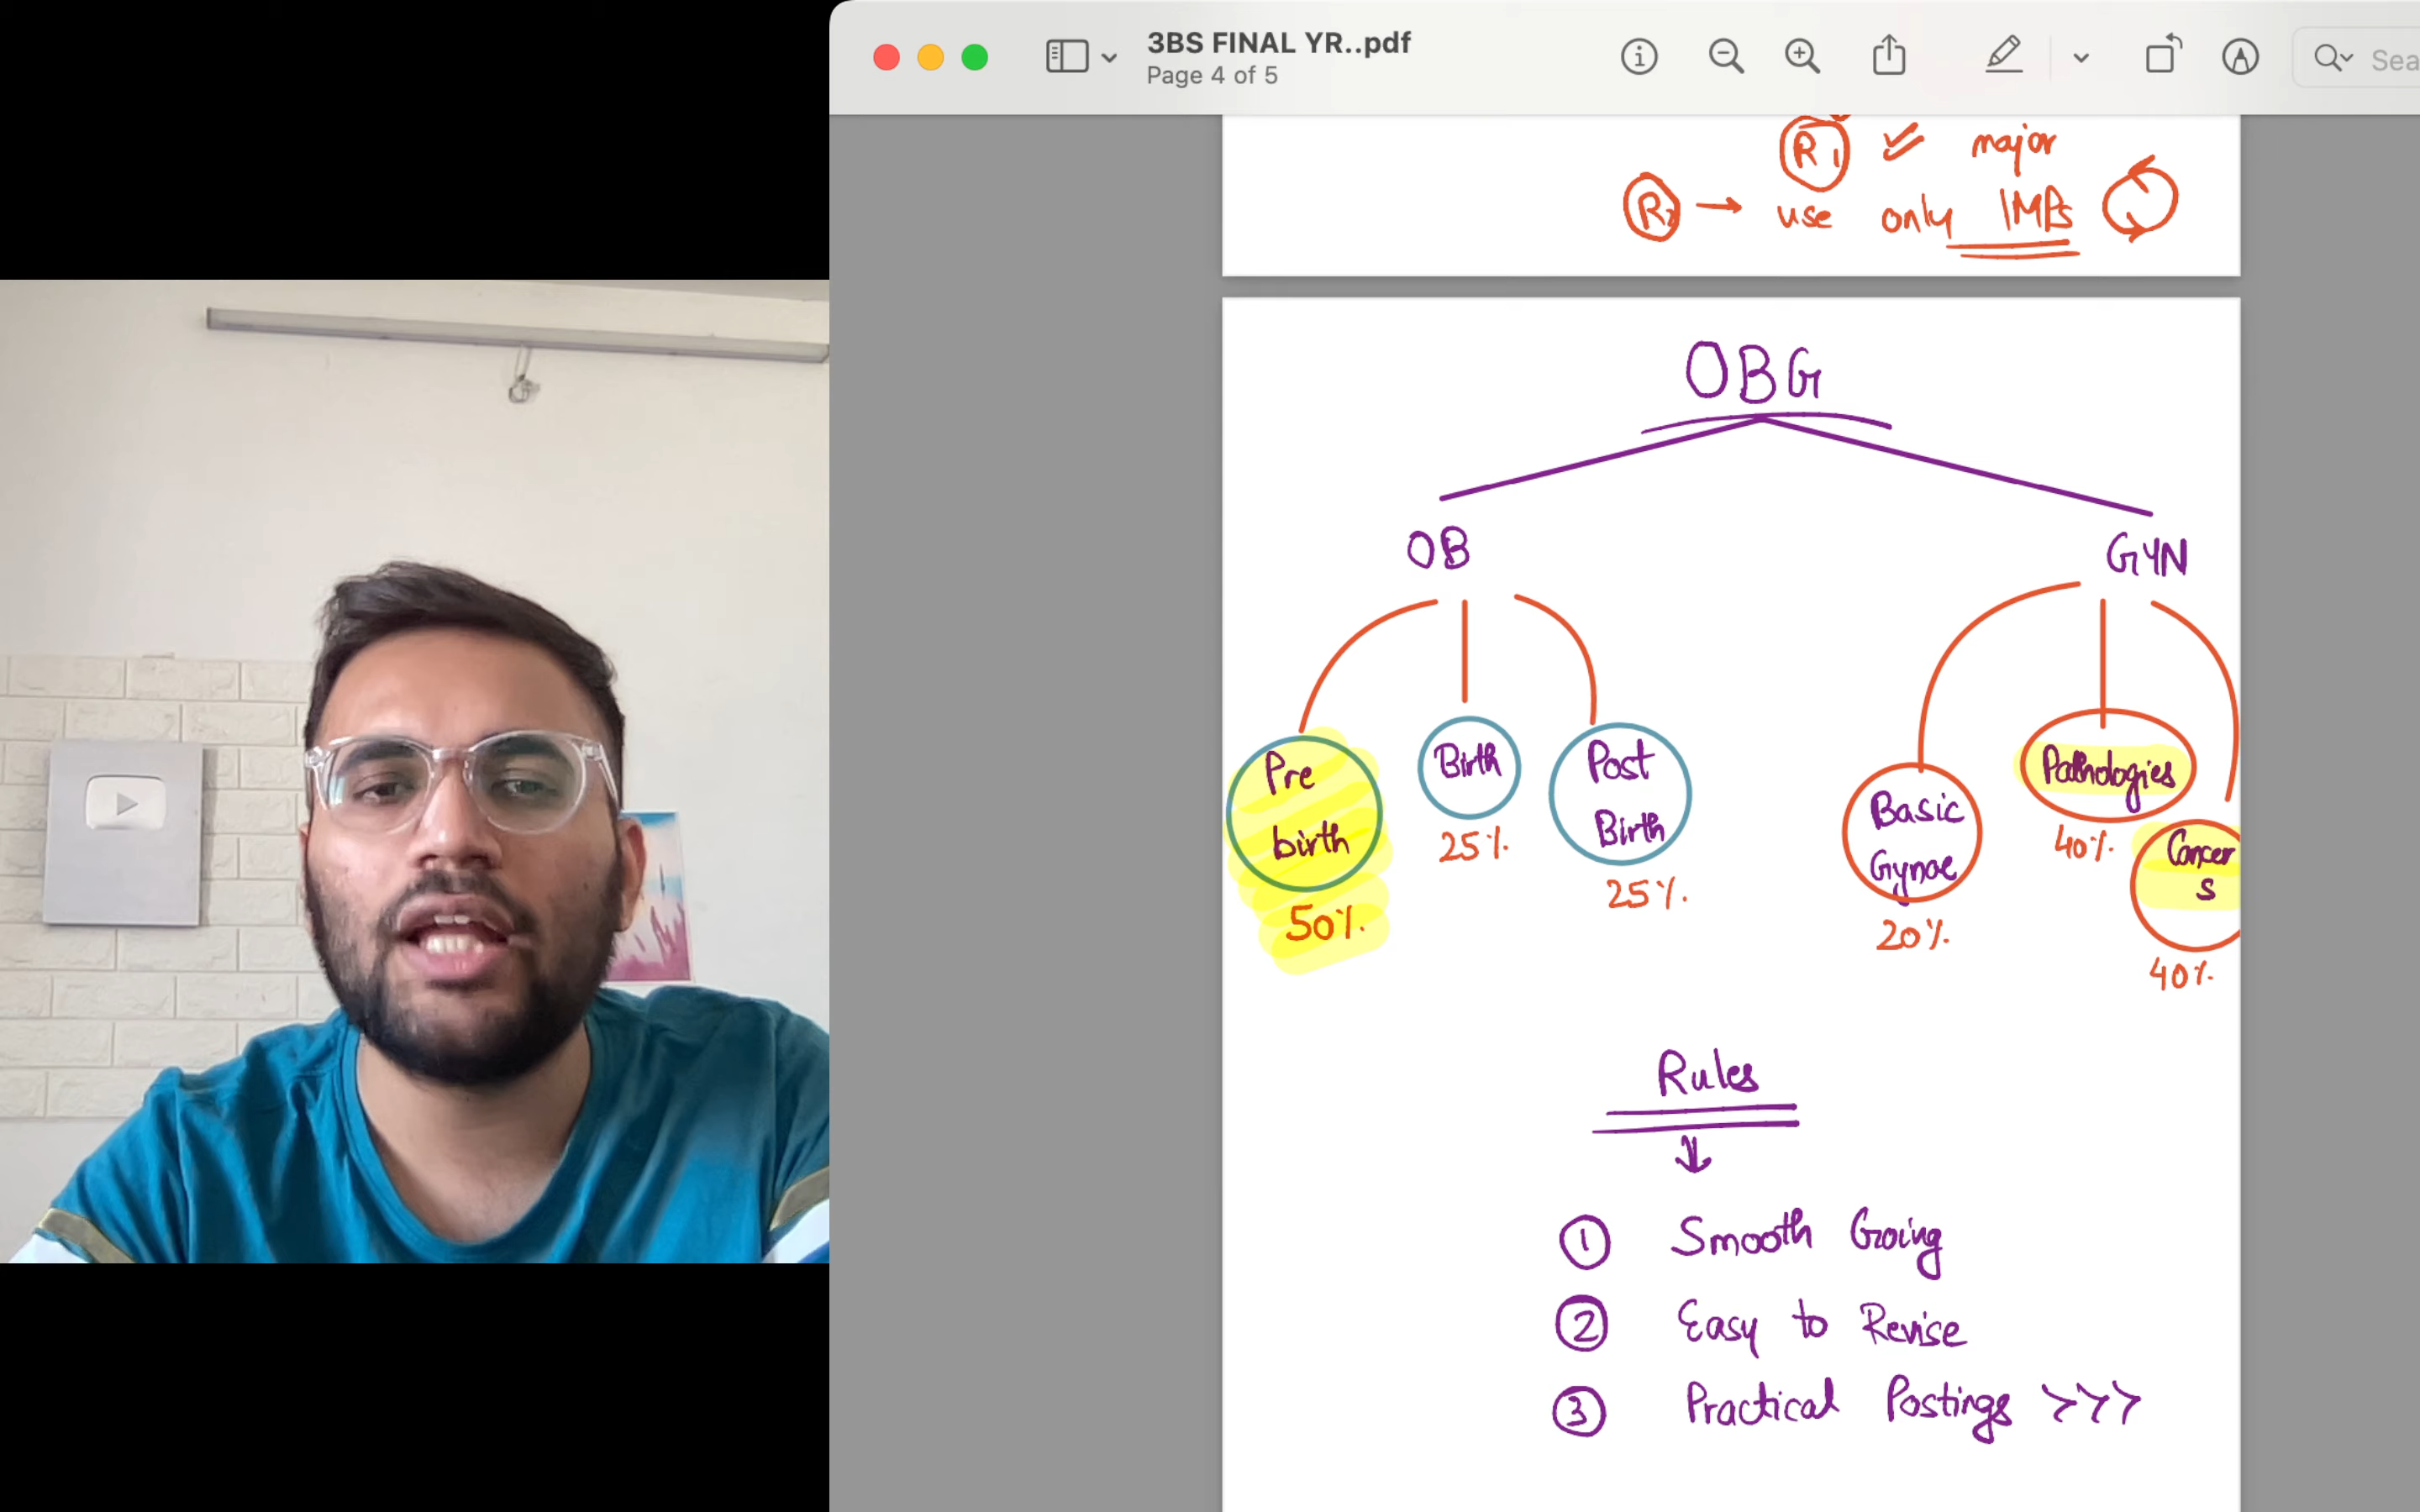 3BS FINAL YR..pdf
Page 4 of 5
Sea
R1 major
R2 → use only IMPs
OBG
OB
GYN
Pre birth
50%
Birth
25%
Post Birth
25%
Basic Gynae
20%
Pathologies
40%
Cancers
40%
Rules
↓
① Smooth Going
② Easy to Revise
③ Practical Postings >>>